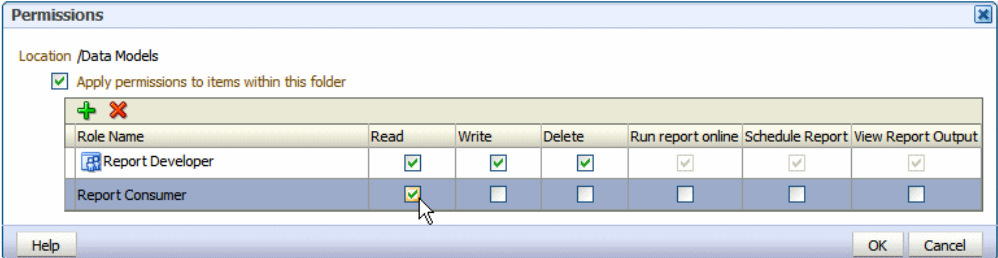 Permissions
Location /Data Models
Apply permissions to items within this folder
Role Name Read Write Delete Run report online Schedule Report View Report Output
Report Developer
Report Consumer
Help OK Cancel